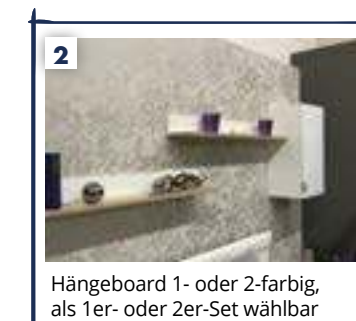 2
Hängeboard 1- oder 2-farbig,
als 1er- oder 2er-Set wählbar